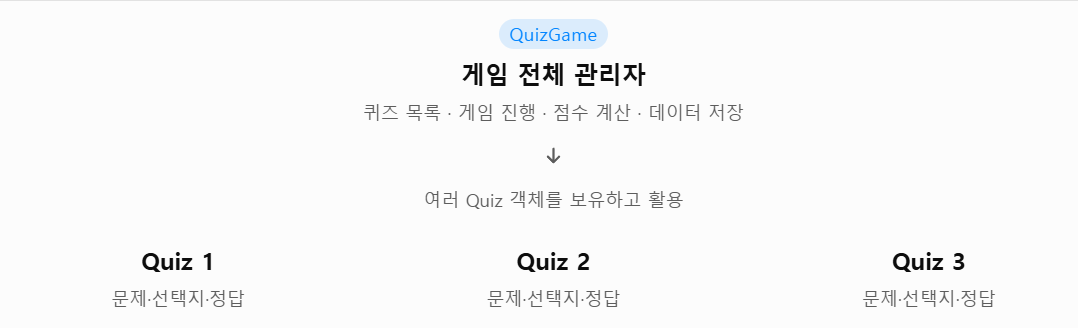 QuizGame
게임 전체 관리자
퀴즈 목록 · 게임 진행 · 점수 계산 · 데이터 저장
↓
여러 Quiz 객체를 보유하고 활용
Quiz 1 Quiz 2 Quiz 3
문제·선택지·정답 문제·선택지·정답 문제·선택지·정답